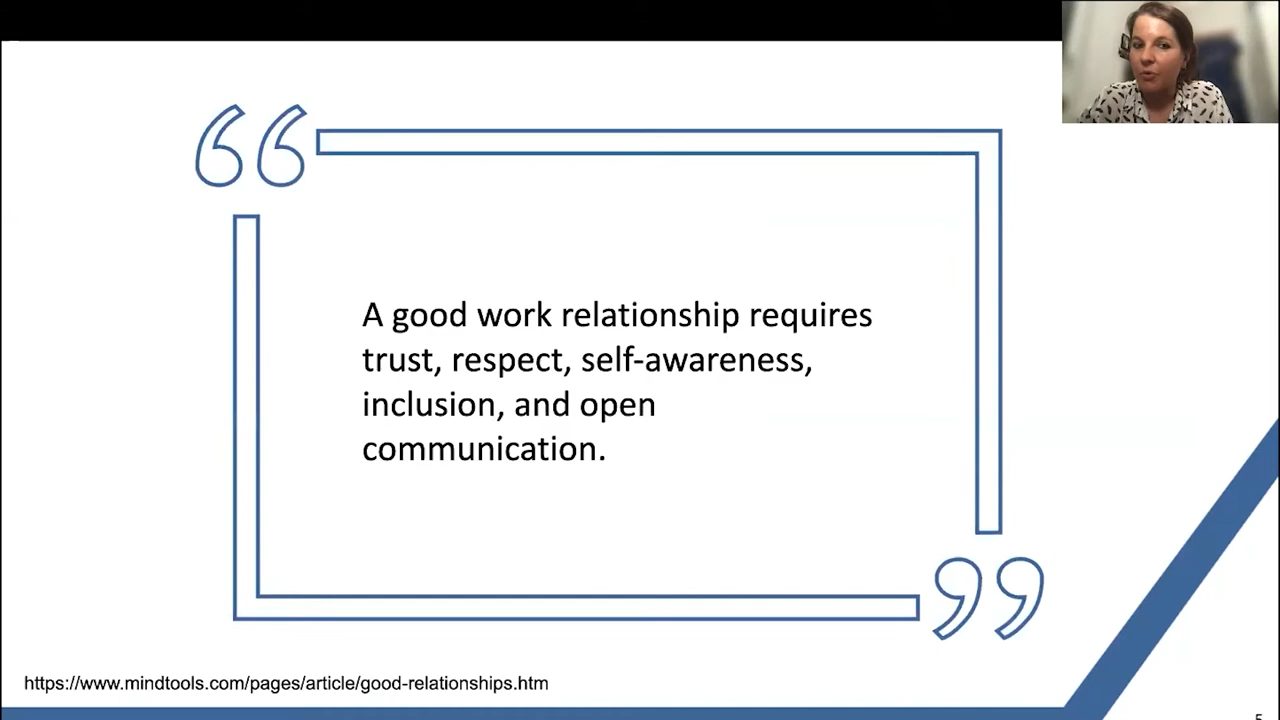 A good work relationship requires
trust, respect, self-awareness,
inclusion, and open
communication.
https://www.mindtools.com/pages/article/good-relationships.htm